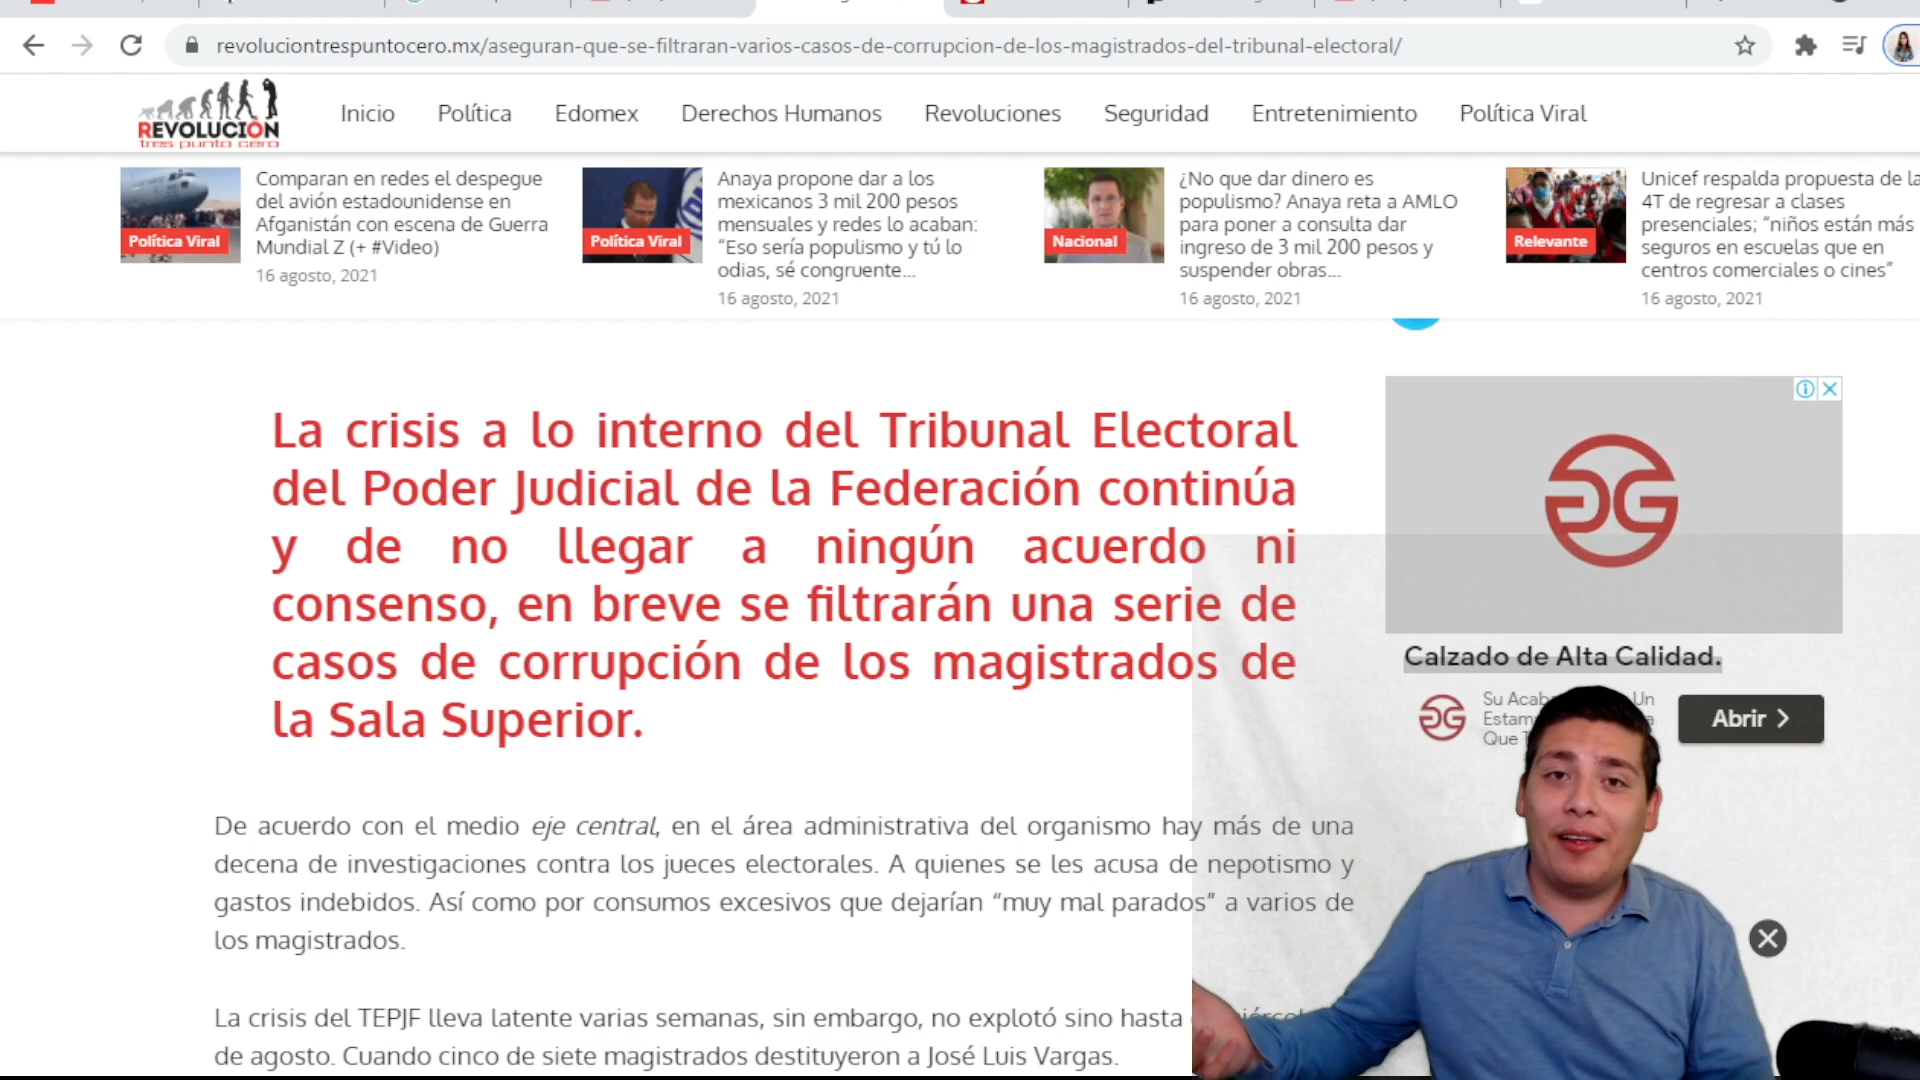 revoluciontrespuntocero.mx/aseguran-que-se-filtraran-varios-casos-de-corrupcion-de-los-magistrados-del-tribunal-electoral/
REVOLUCIÓN
tres punto cero
Inicio
Política
Edomex
Derechos Humanos
Revoluciones
Seguridad
Entretenimiento
Política Viral
Política Viral
Comparan en redes el despegue
del avión estadounidense en
Afganistán con escena de Guerra
Mundial Z (+ #Video)
16 agosto, 2021
Política Viral
Anaya propone dar a los
mexicanos 3 mil 200 pesos
mensuales y redes lo acaban:
“Eso sería populismo y tú lo
odias, sé congruente...
16 agosto, 2021
Nacional
¿No que dar dinero es
populismo? Anaya reta a AMLO
para poner a consulta dar
ingreso de 3 mil 200 pesos y
suspender obras...
16 agosto, 2021
Relevante
Unicef respalda propuesta de la
4T de regresar a clases
presenciales; “niños están más
seguros en escuelas que en
centros comerciales o cines”
16 agosto, 2021
La crisis a lo interno del Tribunal Electoral
del Poder Judicial de la Federación continúa
y de no llegar a ningún acuerdo ni
consenso, en breve se filtrarán una serie de
casos de corrupción de los magistrados de
la Sala Superior.
De acuerdo con el medio eje central, en el área administrativa del organismo hay más de una
decena de investigaciones contra los jueces electorales. A quienes se les acusa de nepotismo y
gastos indebidos. Así como por consumos excesivos que dejarían “muy mal parados” a varios de
los magistrados.
La crisis del TEPJF lleva latente varias semanas, sin embargo, no explotó sino hasta
de agosto. Cuando cinco de siete magistrados destituyeron a José Luis Vargas.
Calzado de Alta Calidad.
Su Un
Que
Abrir